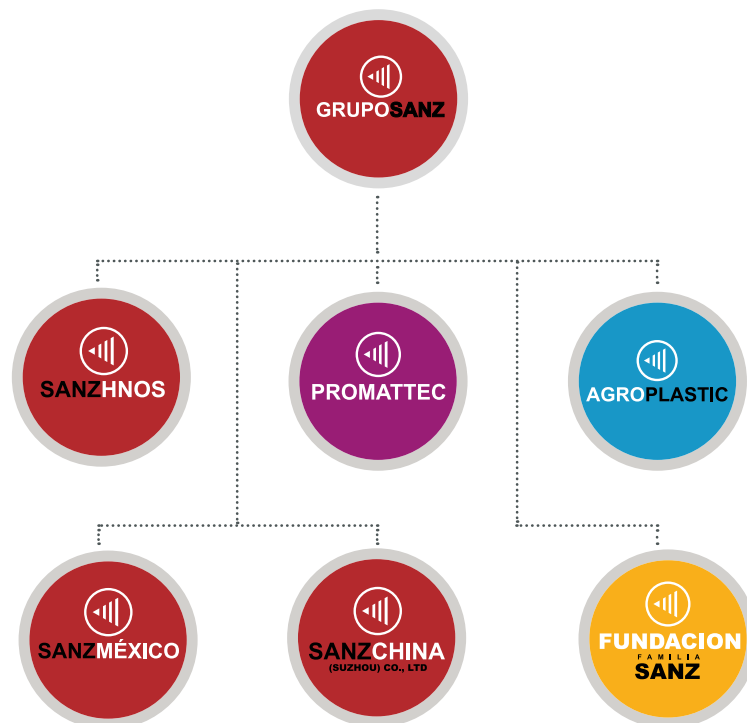 GRUPOSANZ
SANZHNOS
PROMATTEC
AGROPLASTIC
SANZMÉXICO
SANZCHINA
(SUZHOU) CO., LTD
FUNDACION
FAMILIA
SANZ